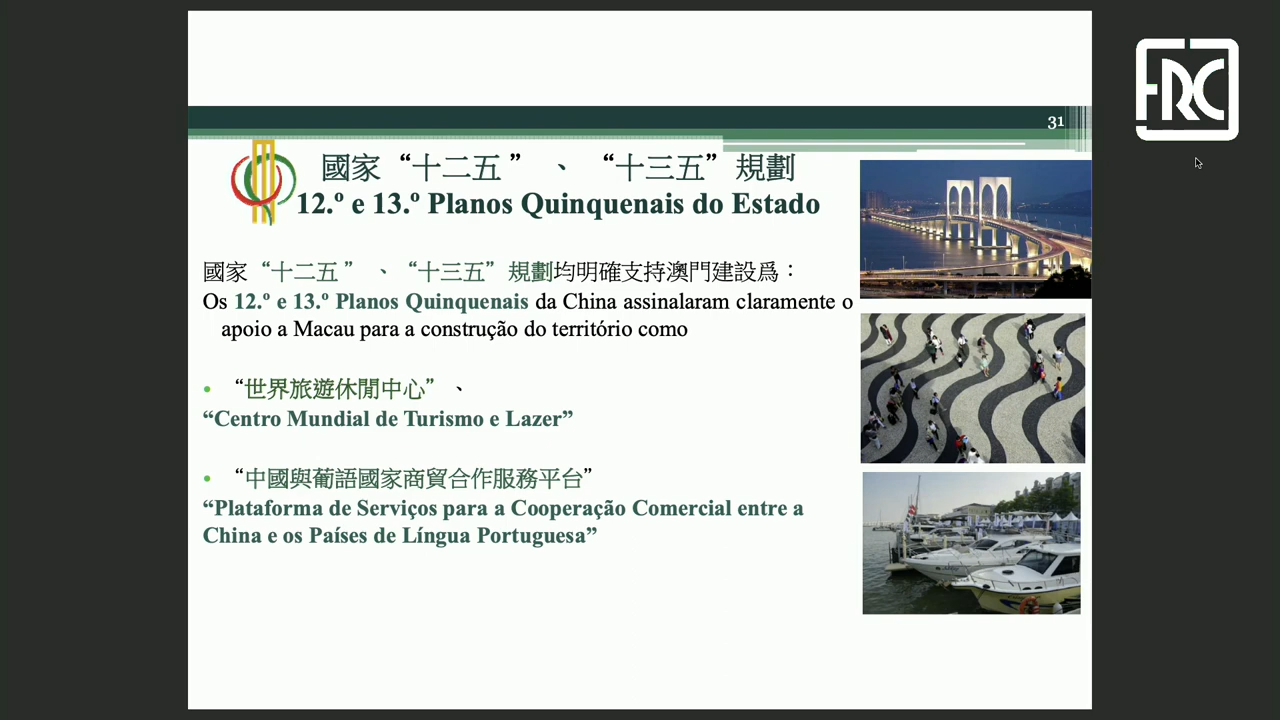 FRC
31
國家“十二五 ” 、 “十三五”規劃
12.º e 13.º Planos Quinquenais do Estado
國家“十二五 ” 、“十三五”規劃均明確支持澳門建設爲：
Os 12.º e 13.º Planos Quinquenais da China assinalaram claramente o
apoio a Macau para a construção do território como
• “世界旅遊休閒中心” 、
“Centro Mundial de Turismo e Lazer”
• “中國與葡語國家商貿合作服務平台”
“Plataforma de Serviços para a Cooperação Comercial entre a
China e os Países de Língua Portuguesa”